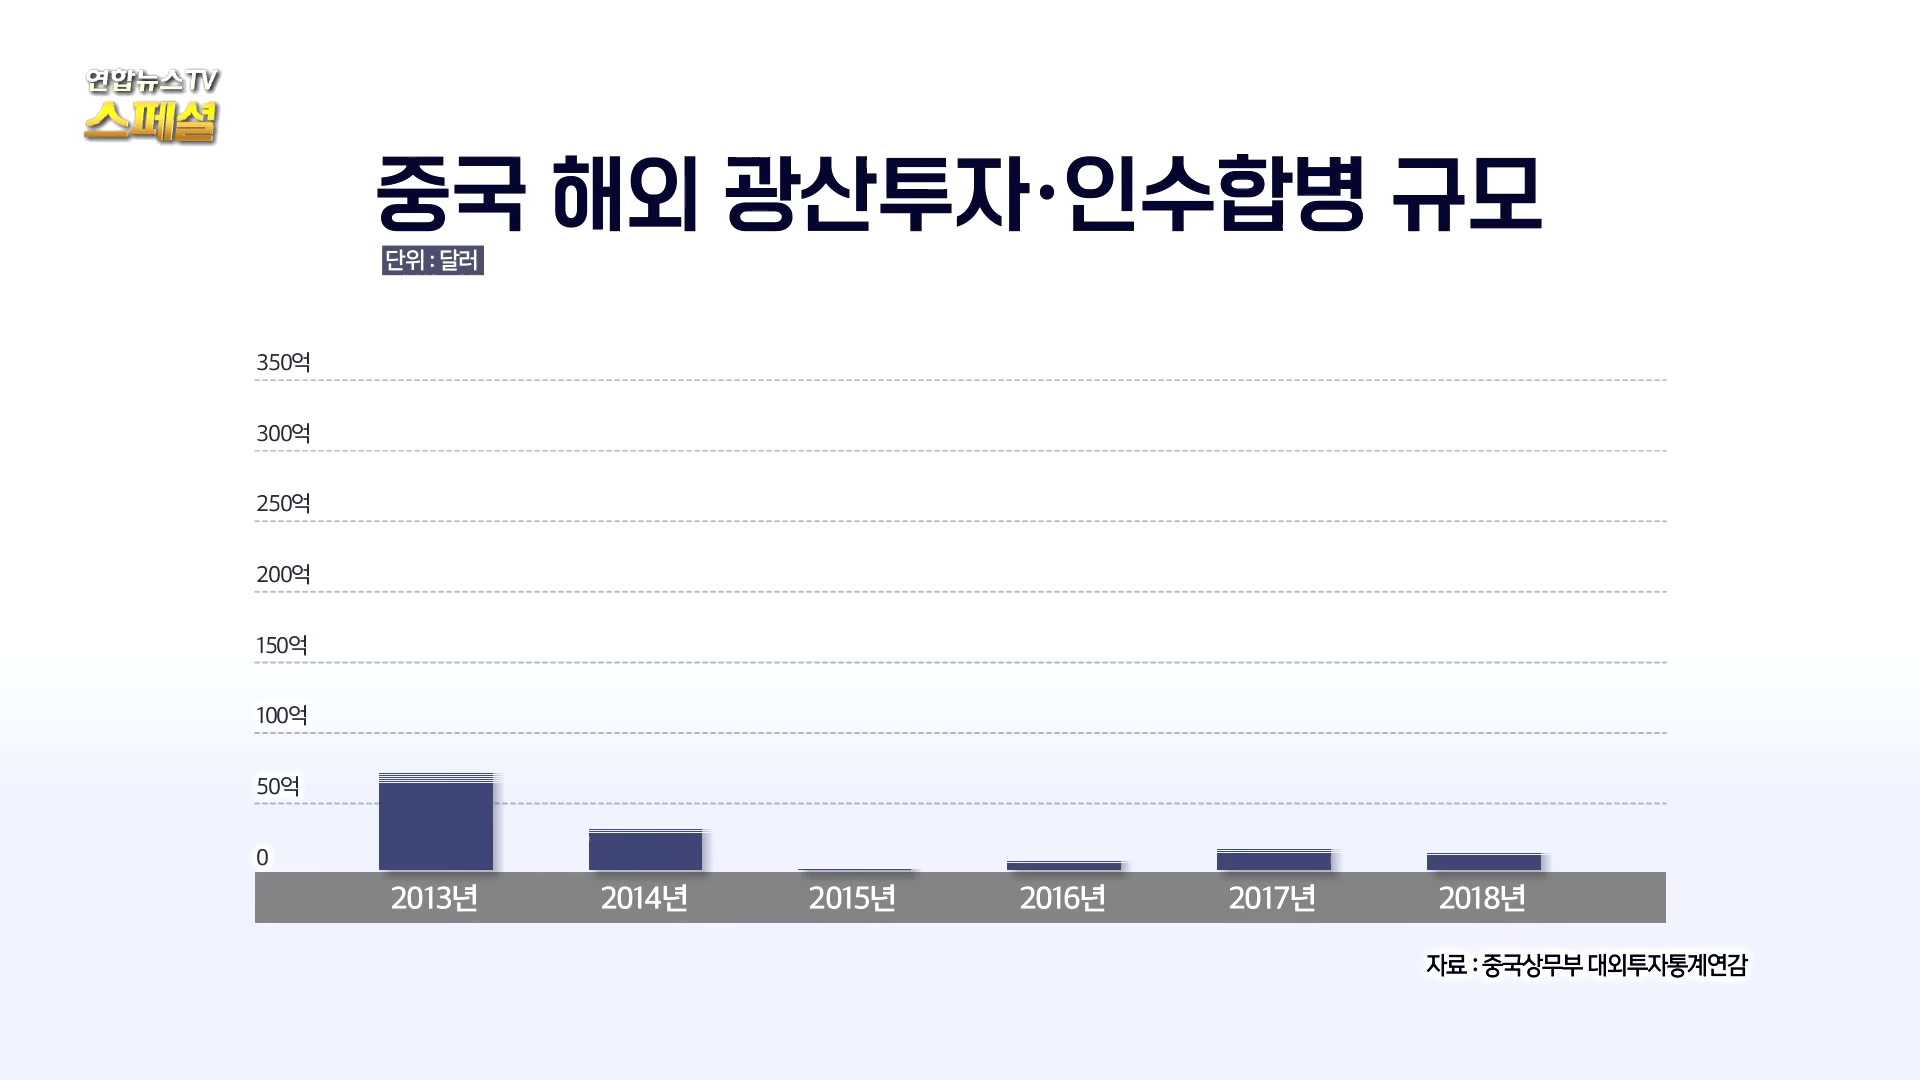 연합뉴스TV
스페셜
중국 해외 광산투자·인수합병 규모
단위 : 달러
350억
300억
250억
200억
150억
100억
50억
0
2013년 2014년 2015년 2016년 2017년 2018년
자료 : 중국상무부 대외투자통계연감